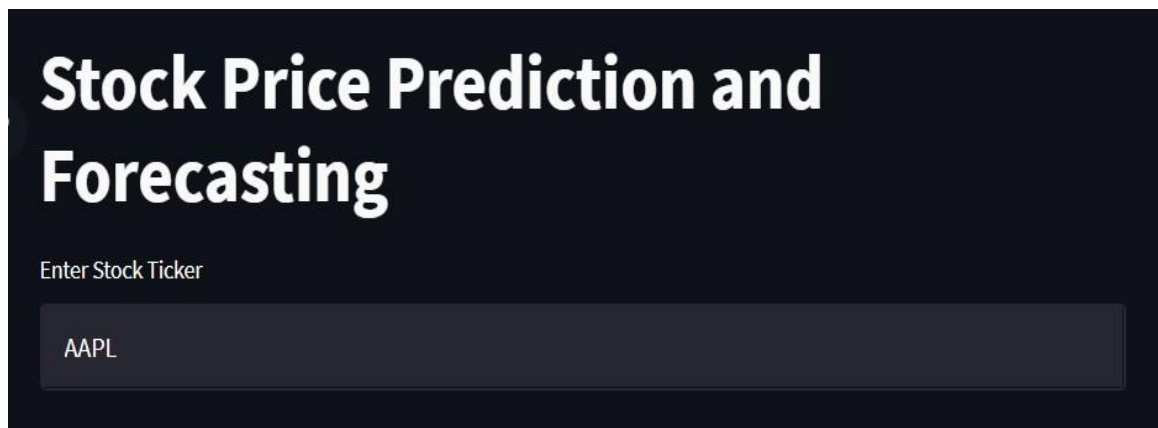 Stock Price Prediction and
Forecasting
Enter Stock Ticker
AAPL